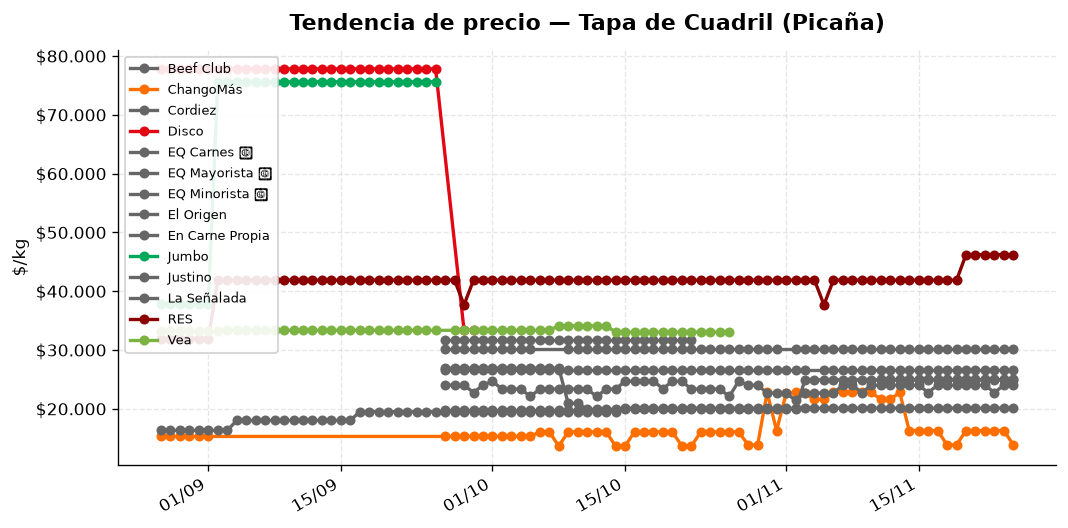 Tendencia de precio — Tapa de Cuadril (Picaña)
$/kg
$80.000
$70.000
$60.000
$50.000
$40.000
$30.000
$20.000
Beef Club
ChangoMás
Cordiez
Disco
EQ Carnes
EQ Mayorista
EQ Minorista
El Origen
En Carne Propia
Jumbo
Justino
La Señalada
RES
Vea
01/09
15/09
01/10
15/10
01/11
15/11